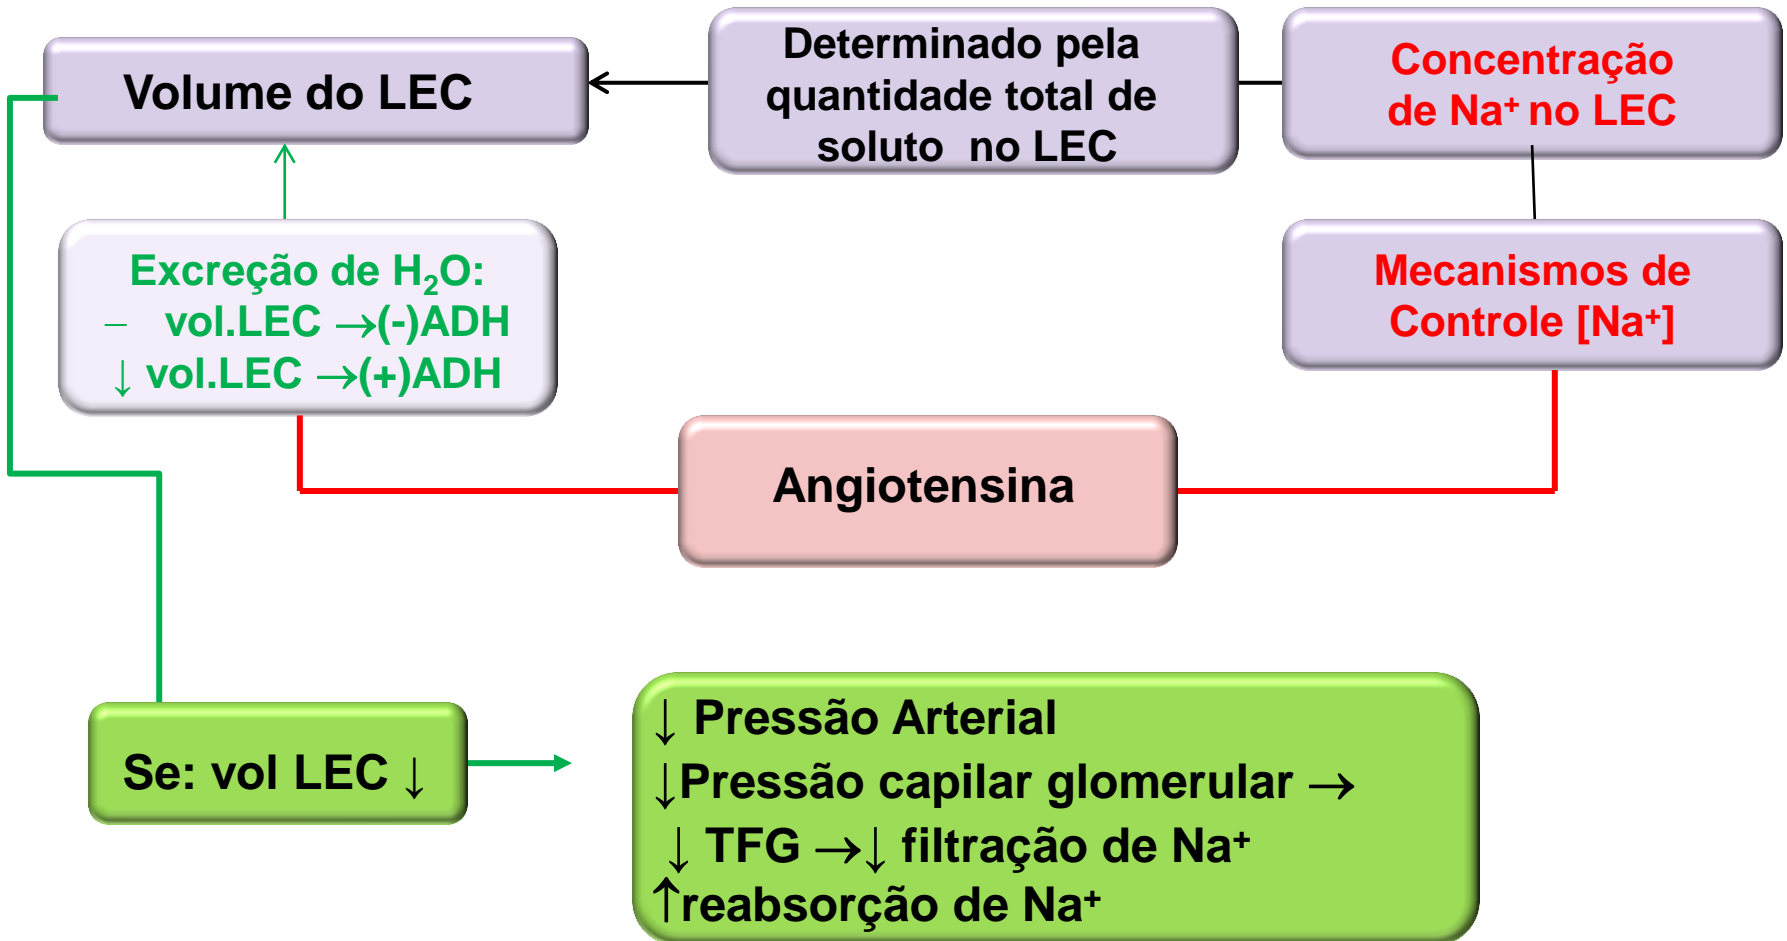 Volume do LEC
Determinado pela
quantidade total de
soluto no LEC
Concentração
de Na⁺ no LEC
Excreção de H₂O:
– vol.LEC →(-)ADH
↓ vol.LEC →(+)ADH
Mecanismos de
Controle [Na⁺]
Angiotensina
Se: vol LEC ↓
↓ Pressão Arterial
↓Pressão capilar glomerular →
↓ TFG →↓ filtração de Na⁺
↑reabsorção de Na⁺